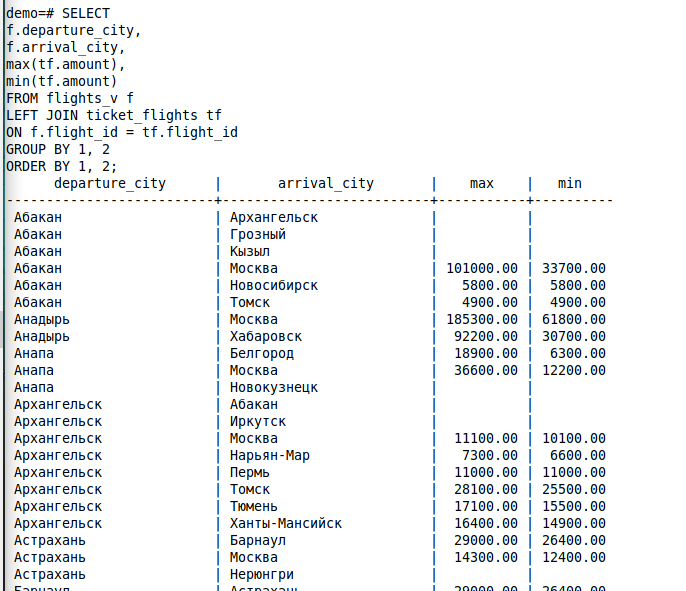 demo=# SELECT
f.departure_city,
f.arrival_city,
max(tf.amount),
min(tf.amount)
FROM flights_v f
LEFT JOIN ticket_flights tf
ON f.flight_id = tf.flight_id
GROUP BY 1, 2
ORDER BY 1, 2;
departure_city | arrival_city | max | min
--------------------------+--------------------------+-----------+----------
Абакан | Архангельск | |
Абакан | Грозный | |
Абакан | Кызыл | |
Абакан | Москва | 101000.00 | 33700.00
Абакан | Новосибирск | 5800.00 | 5800.00
Абакан | Томск | 4900.00 | 4900.00
Анадырь | Москва | 185300.00 | 61800.00
Анадырь | Хабаровск | 92200.00 | 30700.00
Анапа | Белгород | 18900.00 | 6300.00
Анапа | Москва | 36600.00 | 12200.00
Анапа | Новокузнецк | |
Архангельск | Абакан | |
Архангельск | Иркутск | |
Архангельск | Москва | 11100.00 | 10100.00
Архангельск | Нарьян-Мар | 7300.00 | 6600.00
Архангельск | Пермь | 11000.00 | 11000.00
Архангельск | Томск | 28100.00 | 25500.00
Архангельск | Тюмень | 17100.00 | 15500.00
Архангельск | Ханты-Мансийск | 16400.00 | 14900.00
Астрахань | Барнаул | 29000.00 | 26400.00
Астрахань | Москва | 14300.00 | 12400.00
Астрахань | Нерюнгри | |
Барнаул | Астрахань | 29000.00 | 26400.00